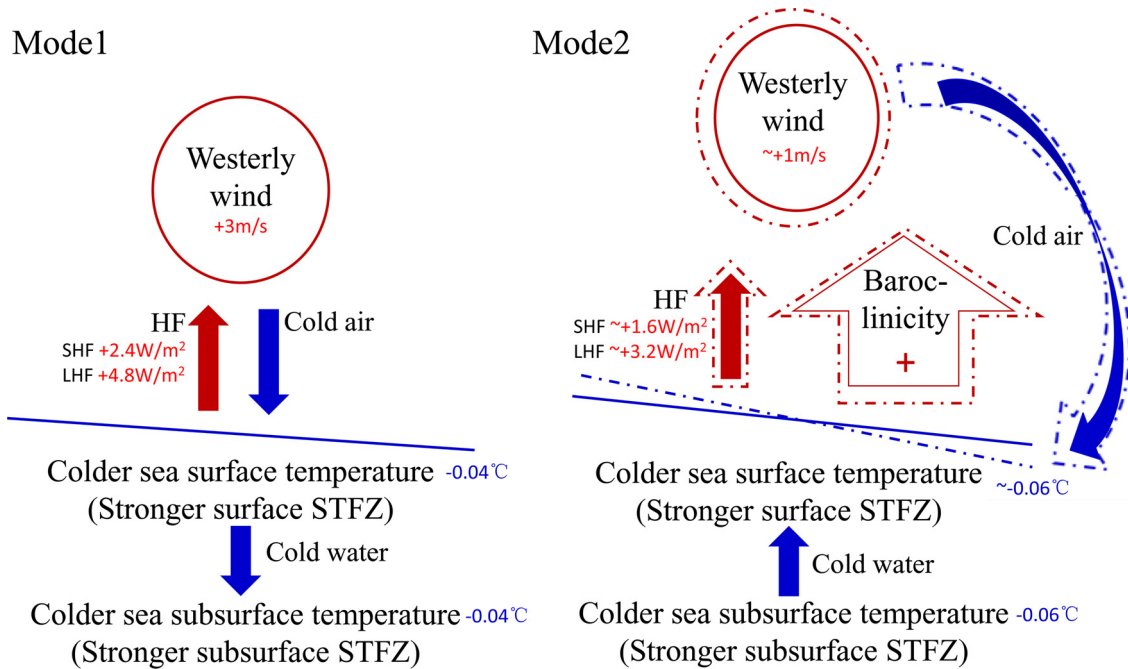 Mode1
Westerly
wind
+3m/s
HF
SHF +2.4W/m²
LHF +4.8W/m²
Cold air
Colder sea surface temperature -0.04℃
(Stronger surface STFZ)
Cold water
Colder sea subsurface temperature -0.04℃
(Stronger subsurface STFZ)
Mode2
Westerly
wind
~+1m/s
Cold air
HF
SHF ~+1.6W/m²
LHF ~+3.2W/m²
Baroc-
linicity
+
Colder sea surface temperature ~-0.06℃
(Stronger surface STFZ)
Cold water
Colder sea subsurface temperature -0.06℃
(Stronger subsurface STFZ)